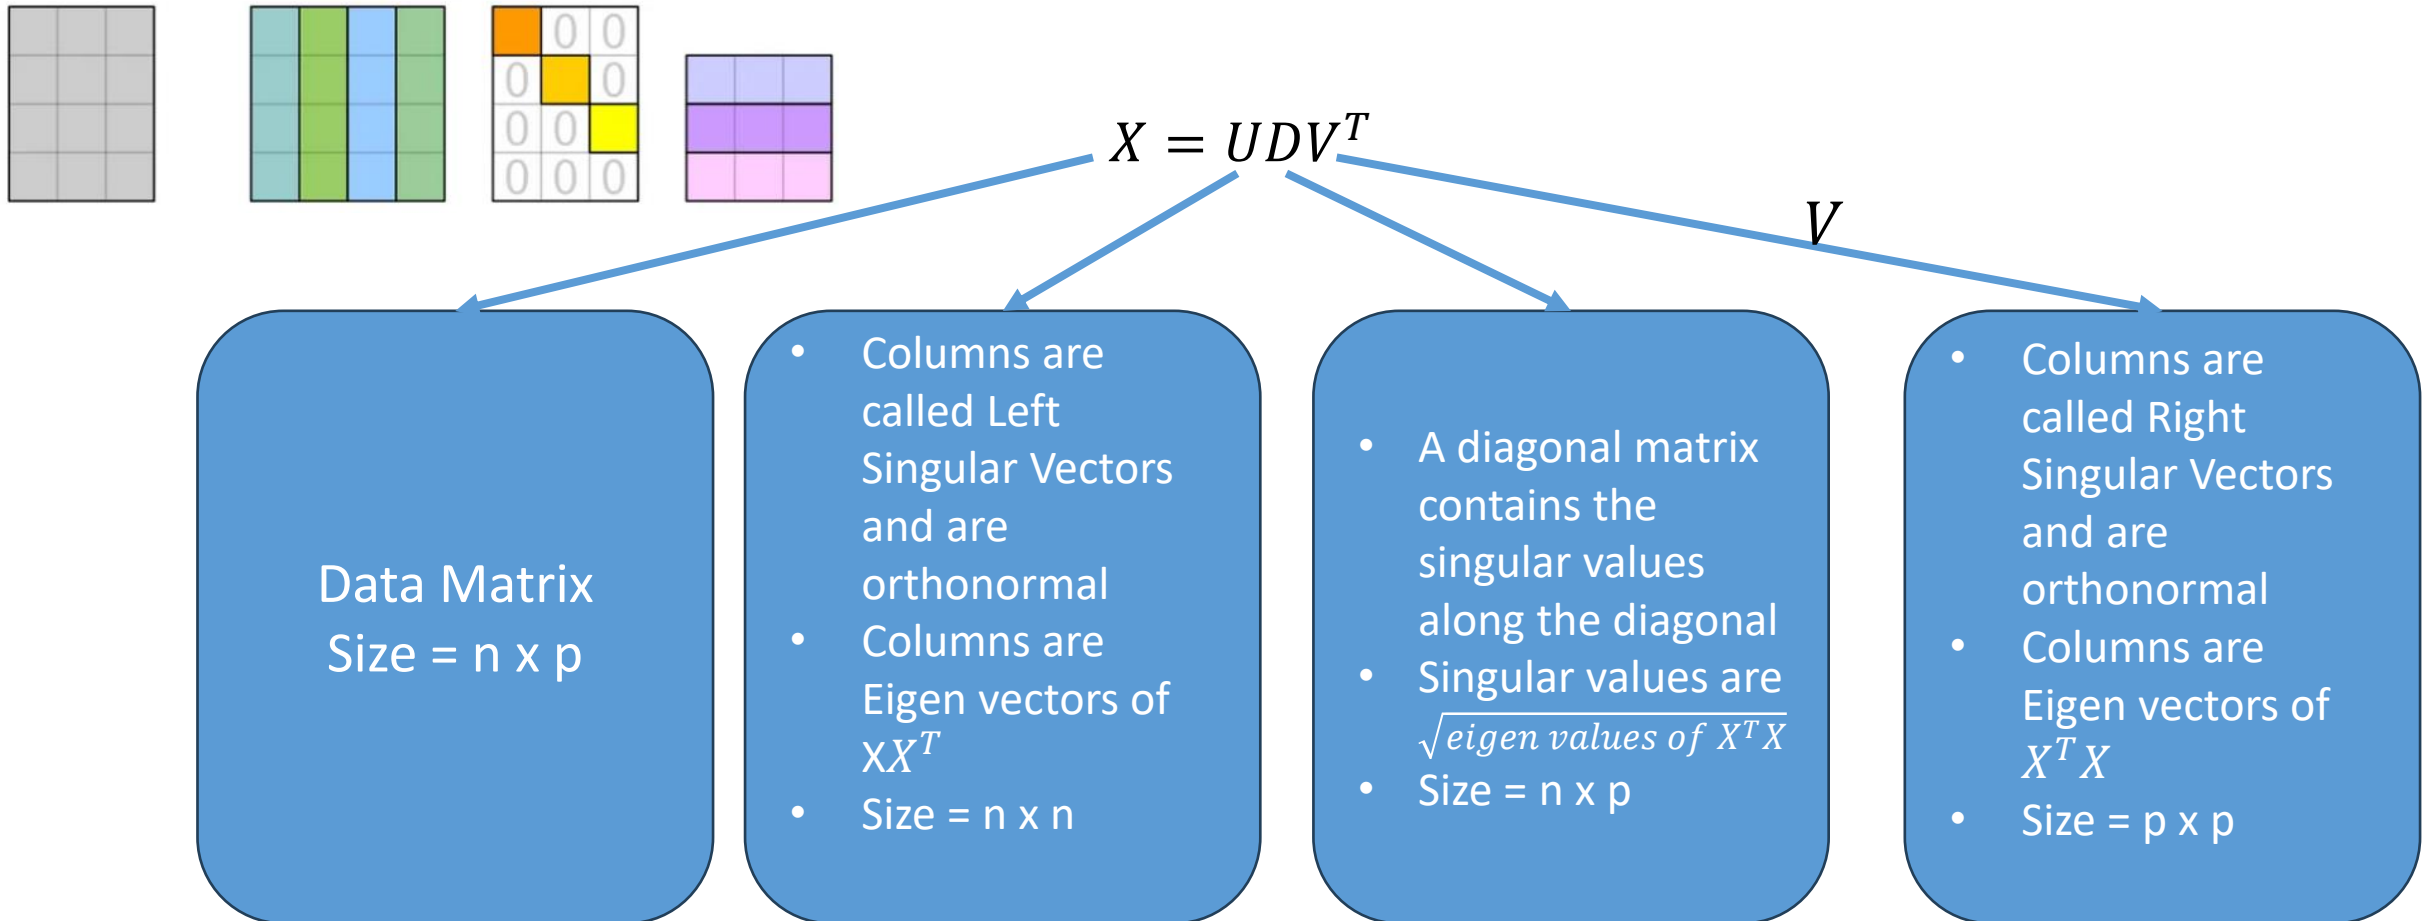 0 0
0 0
0 0
0 0 0
X = UDV^T
V
Data Matrix
Size = n x p
• Columns are
called Left
Singular Vectors
and are
orthonormal
• Columns are
Eigen vectors of
XX^T
• Size = n x n
• A diagonal matrix
contains the
singular values
along the diagonal
• Singular values are
√eigen values of X^T X
• Size = n x p
• Columns are
called Right
Singular Vectors
and are
orthonormal
• Columns are
Eigen vectors of
X^T X
• Size = p x p